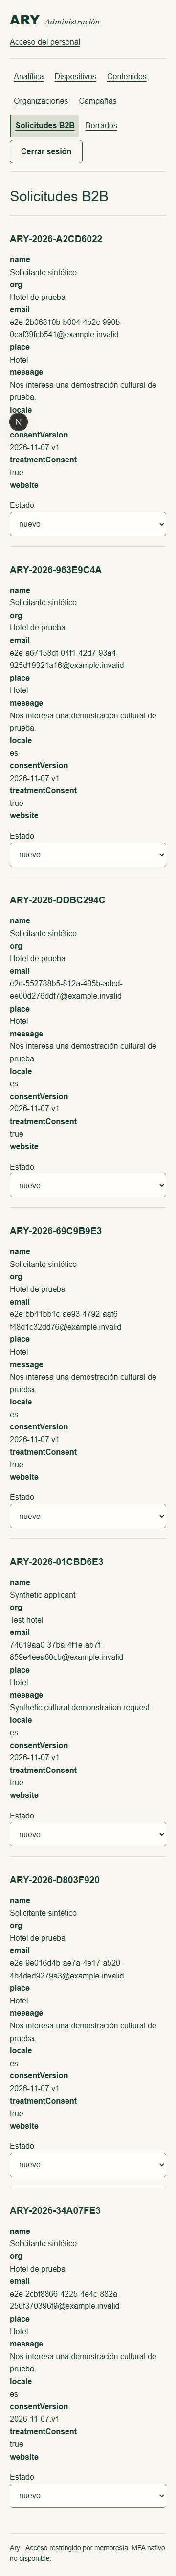 ARY Administración
Acceso del personal
Analítica Dispositivos Contenidos
Organizaciones Campañas
Solicitudes B2B Borrados
Cerrar sesión
Solicitudes B2B
ARY-2026-A2CD6022
name
Solicitante sintético
org
Hotel de prueba
email
e2e-2b06810b-b004-4b2c-990b-
0caf39fcb541@example.invalid
place
Hotel
message
Nos interesa una demostración cultural de
prueba.
locale
N
consentVersion
2026-11-07.v1
treatmentConsent
true
website
Estado
nuevo
ARY-2026-963E9C4A
name
Solicitante sintético
org
Hotel de prueba
email
e2e-a67158df-04f1-42d7-93a4-
925d19321a16@example.invalid
place
Hotel
message
Nos interesa una demostración cultural de
prueba.
locale
es
consentVersion
2026-11-07.v1
treatmentConsent
true
website
Estado
nuevo
ARY-2026-DDBC294C
name
Solicitante sintético
org
Hotel de prueba
email
e2e-552788b5-812a-495b-adcd-
ee00d276ddf7@example.invalid
place
Hotel
message
Nos interesa una demostración cultural de
prueba.
locale
es
consentVersion
2026-11-07.v1
treatmentConsent
true
website
Estado
nuevo
ARY-2026-69C9B9E3
name
Solicitante sintético
org
Hotel de prueba
email
e2e-bb41bb1c-ae93-4792-aaf6-
f48d1c32dd76@example.invalid
place
Hotel
message
Nos interesa una demostración cultural de
prueba.
locale
es
consentVersion
2026-11-07.v1
treatmentConsent
true
website
Estado
nuevo
ARY-2026-01CBD6E3
name
Synthetic applicant
org
Test hotel
email
74619aa0-37ba-4f1e-ab7f-
859e4eea60cb@example.invalid
place
Hotel
message
Synthetic cultural demonstration request.
locale
es
consentVersion
2026-11-07.v1
treatmentConsent
true
website
Estado
nuevo
ARY-2026-D803F920
name
Solicitante sintético
org
Hotel de prueba
email
e2e-9e016d4b-ae7a-4e17-a520-
4b4ded9279a3@example.invalid
place
Hotel
message
Nos interesa una demostración cultural de
prueba.
locale
es
consentVersion
2026-11-07.v1
treatmentConsent
true
website
Estado
nuevo
ARY-2026-34A07FE3
name
Solicitante sintético
org
Hotel de prueba
email
e2e-2cbf8866-4225-4e4c-882a-
250f370396f9@example.invalid
place
Hotel
message
Nos interesa una demostración cultural de
prueba.
locale
es
consentVersion
2026-11-07.v1
treatmentConsent
true
website
Estado
nuevo
Ary · Acceso restringido por membresía. MFA nativo
no disponible.